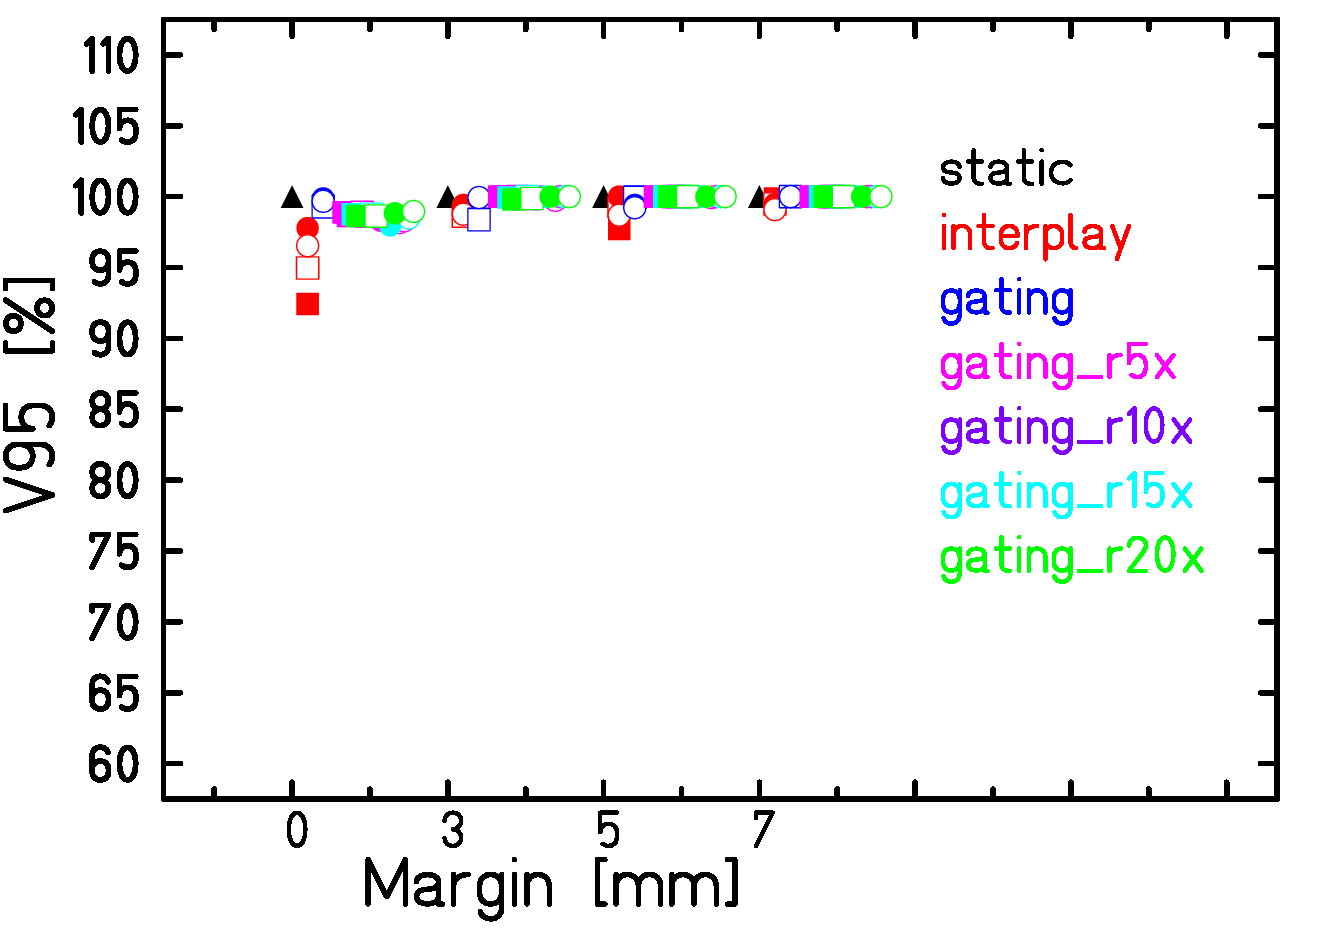 110
105
100
95
90
85
80
75
70
65
60
V95 [%]
static
interplay
gating
gating_r5x
gating_r10x
gating_r15x
gating_r20x
0 3 5 7
Margin [mm]